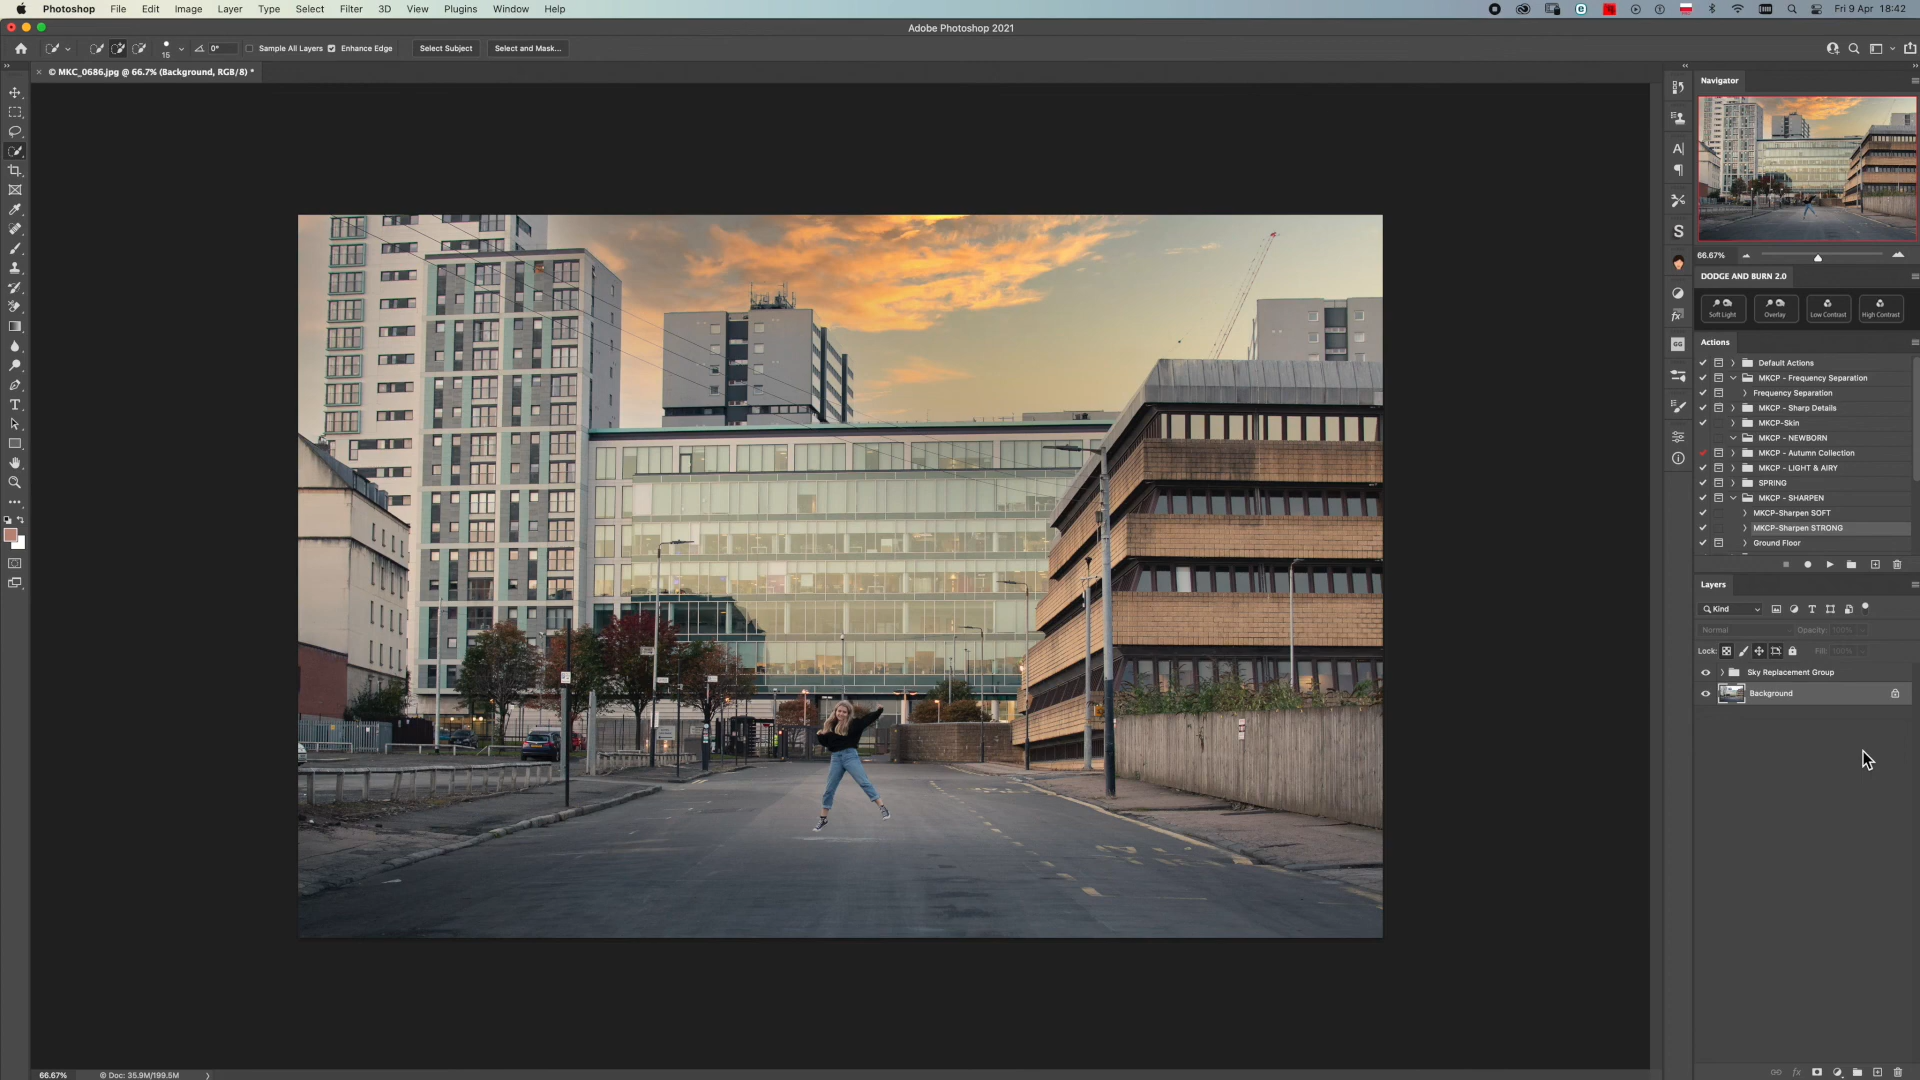 Photoshop File Edit Image Layer Type Select Filter 3D View Plugins Window Help
Fri 9 Apr 18:42
Adobe Photoshop 2021
15
0°
Sample All Layers
Enhance Edge
Select Subject
Select and Mask...
× © MKC_0686.jpg @ 66.7% (Background, RGB/8) *
Navigator
66.67%
DODGE AND BURN 2.0
Soft Light
Overlay
Low Contrast
High Contrast
Actions
Default Actions
MKCP - Frequency Separation
Frequency Separation
MKCP - Sharp Details
MKCP-Skin
MKCP - NEWBORN
MKCP - Autumn Collection
MKCP - LIGHT & AIRY
SPRING
MKCP - SHARPEN
MKCP-Sharpen SOFT
MKCP-Sharpen STRONG
Ground Floor
Layers
Kind
Normal
Opacity: 100%
Lock:
Fill: 100%
Sky Replacement Group
Background
66.67%
© Doc: 35.9M/199.5M